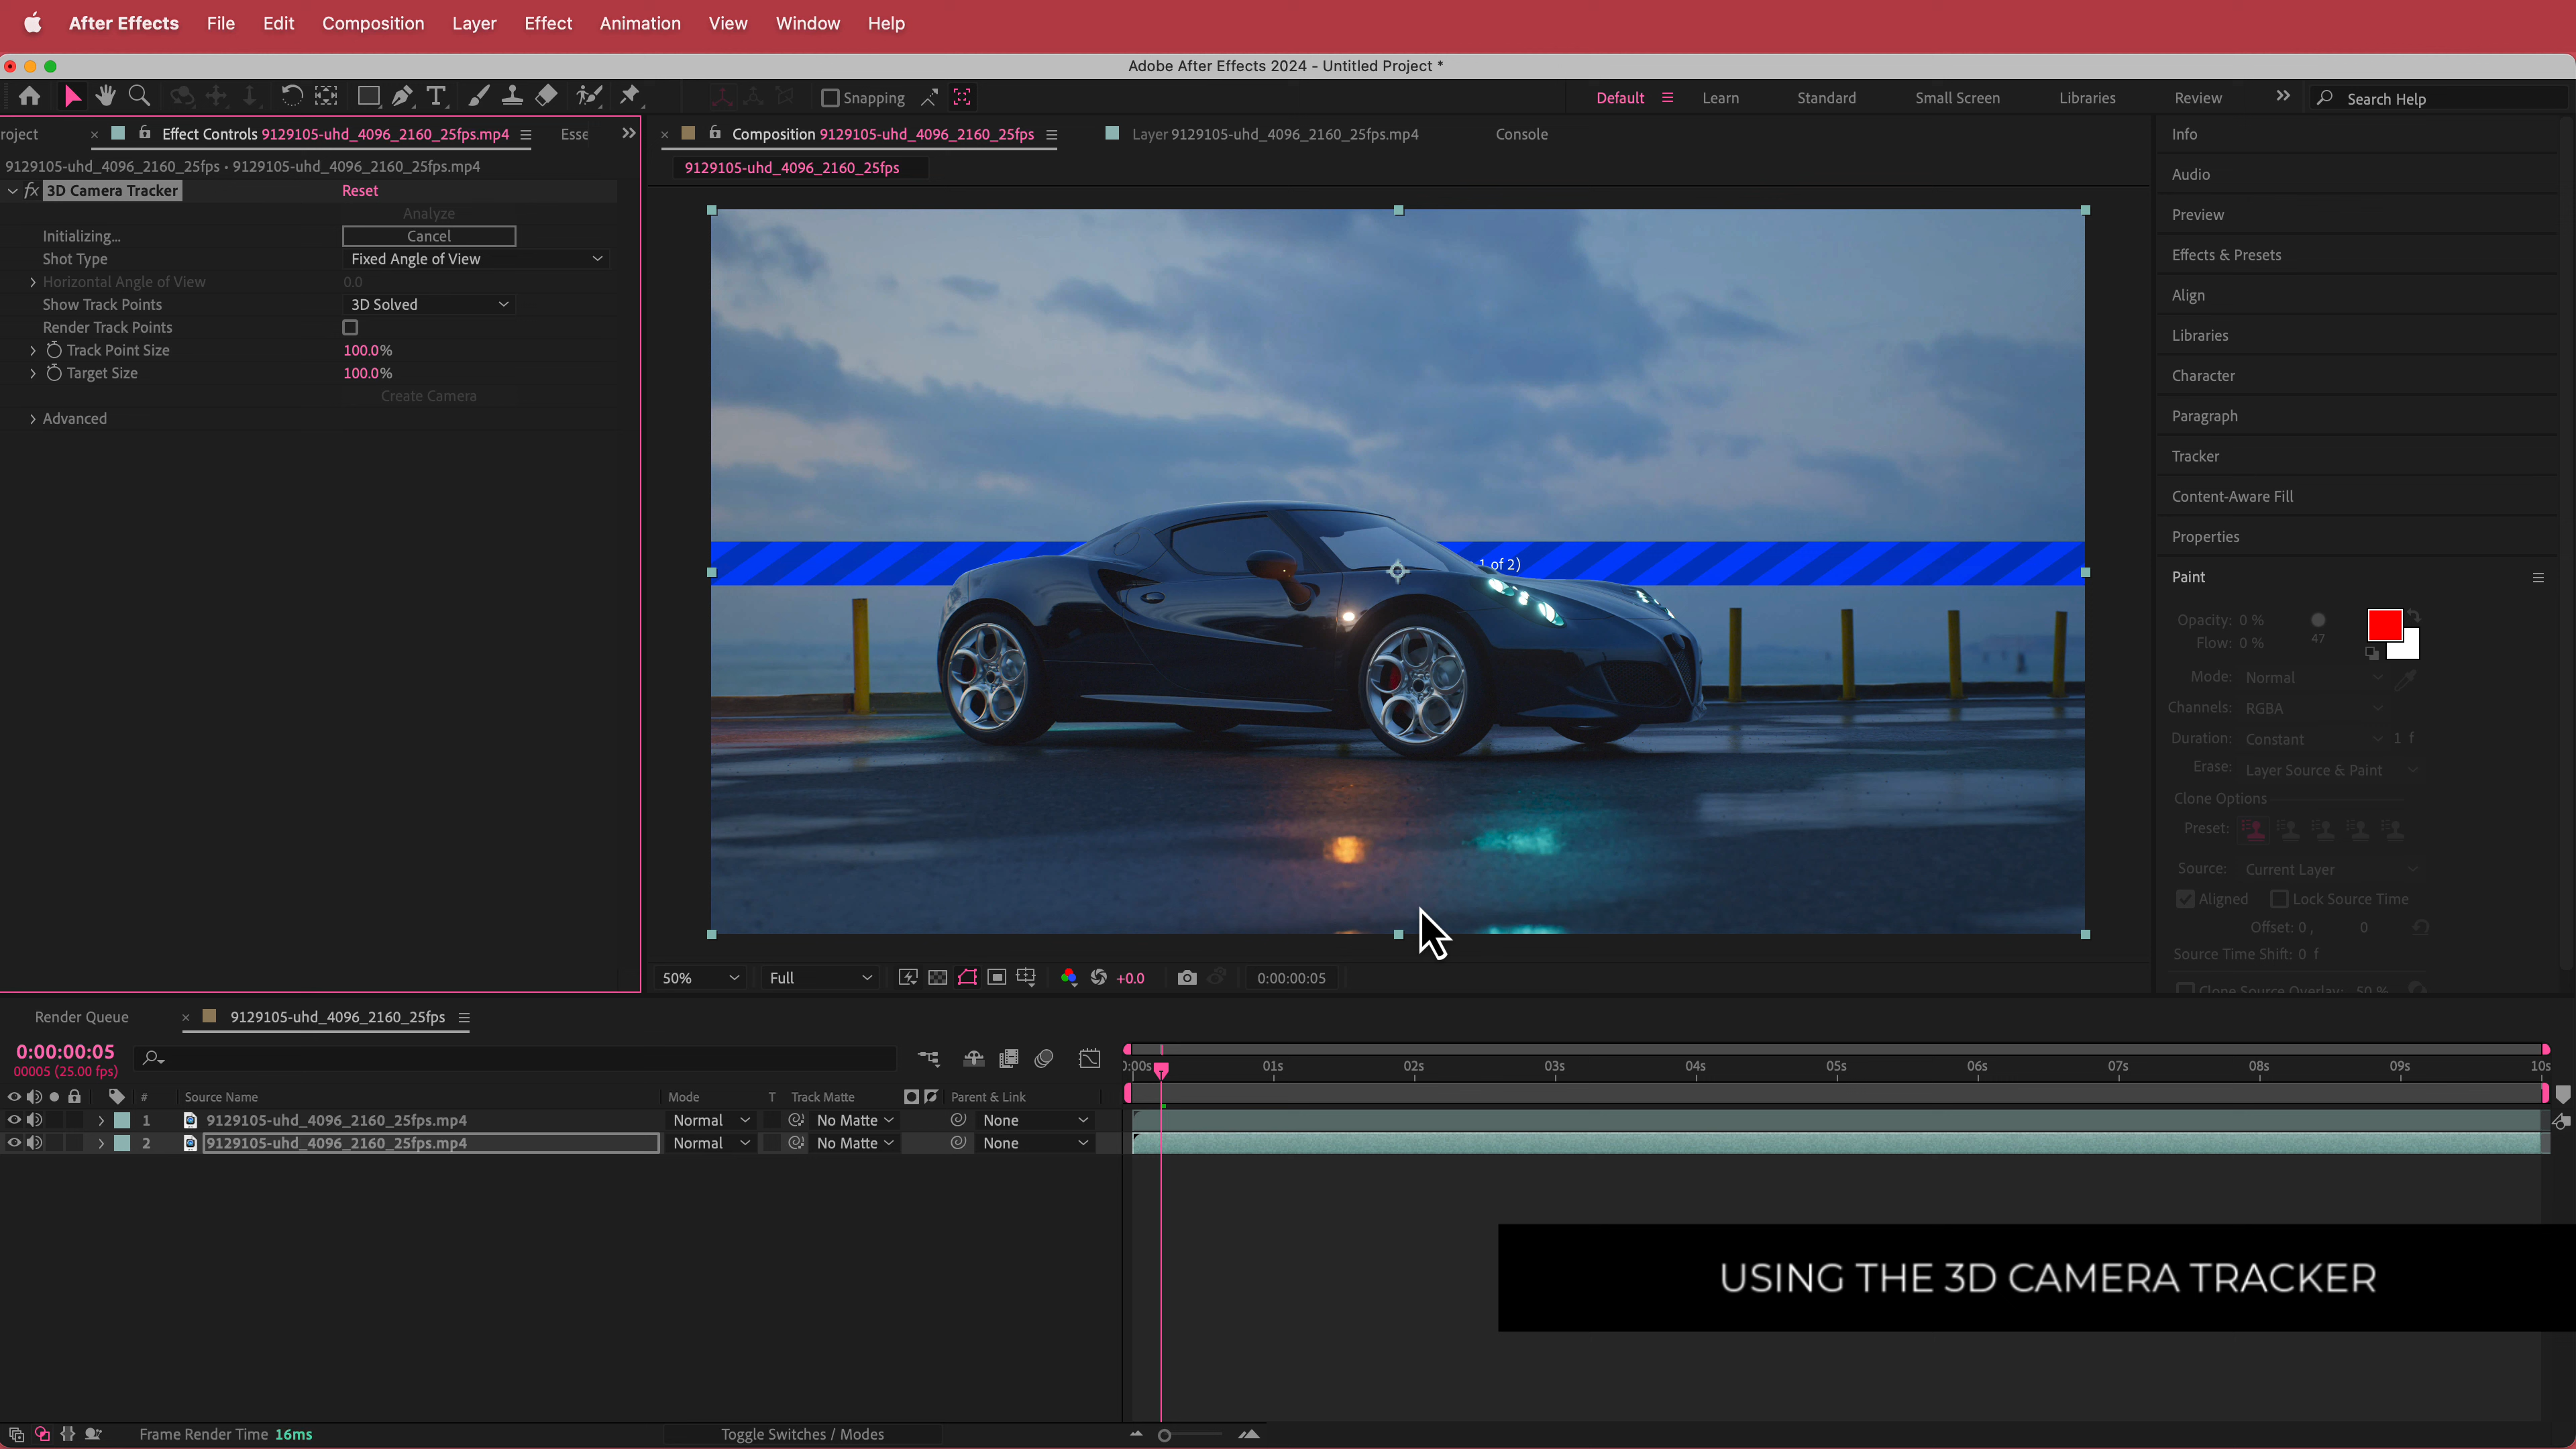 After Effects File Edit Composition Layer Effect Animation View Window Help
Adobe After Effects 2024 - Untitled Project *
Snapping
Default Learn Standard Small Screen Libraries Review Search Help
roject Effect Controls 9129105-uhd_4096_2160_25fps.mp4 Esse
Composition 9129105-uhd_4096_2160_25fps Layer 9129105-uhd_4096_2160_25fps.mp4 Console
9129105-uhd_4096_2160_25fps • 9129105-uhd_4096_2160_25fps.mp4
9129105-uhd_4096_2160_25fps
fx 3D Camera Tracker Reset
Analyze
Initializing... Cancel
Shot Type Fixed Angle of View
Horizontal Angle of View 0.0
Show Track Points 3D Solved
Render Track Points
Track Point Size 100.0%
Target Size 100.0%
Create Camera
Advanced
1 of 2)
50% Full +0.0 0:00:00:05
Info
Audio
Preview
Effects & Presets
Align
Libraries
Character
Paragraph
Tracker
Content-Aware Fill
Properties
Paint
Opacity: 0 %
Flow: 0 % 47
Mode: Normal
Channels: RGBA
Duration: Constant 1 f
Erase: Layer Source & Paint
Clone Options
Preset:
Source: Current Layer
Aligned Lock Source Time
Offset: 0 , 0
Source Time Shift: 0 f
Clone Source Overlay: 50 %
Render Queue 9129105-uhd_4096_2160_25fps
0:00:00:05
00005 (25.00 fps)
):00s 01s 02s 03s 04s 05s 06s 07s 08s 09s 10s
# Source Name Mode T Track Matte Parent & Link
1 9129105-uhd_4096_2160_25fps.mp4 Normal No Matte None
2 9129105-uhd_4096_2160_25fps.mp4 Normal No Matte None
USING THE 3D CAMERA TRACKER
Frame Render Time 16ms Toggle Switches / Modes